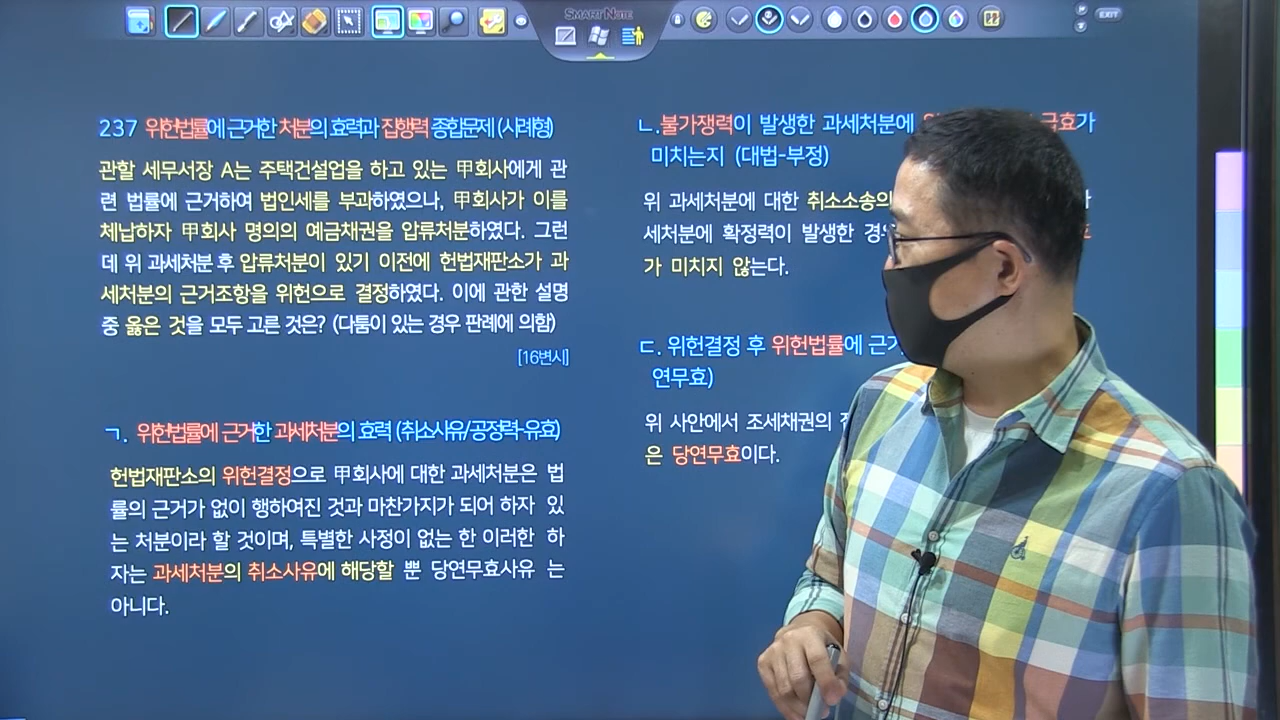 SMART NOTE
EXIT
237 위헌법률에 근거한 처분의 효력과 집행력 종합문제 (사례형)
관할 세무서장 A는 주택건설업을 하고 있는 甲회사에게 관
련 법률에 근거하여 법인세를 부과하였으나, 甲회사가 이를
체납하자 甲회사 명의의 예금채권을 압류처분하였다. 그런
데 위 과세처분 후 압류처분이 있기 이전에 헌법재판소가 과
세처분의 근거조항을 위헌으로 결정하였다. 이에 관한 설명
중 옳은 것을 모두 고른 것은? (다툼이 있는 경우 판례에 의함)
[16변시]
ㄱ. 위헌법률에 근거한 과세처분의 효력 (취소사유/공정력-유효)
헌법재판소의 위헌결정으로 甲회사에 대한 과세처분은 법
률의 근거가 없이 행하여진 것과 마찬가지가 되어 하자 있
는 처분이라 할 것이며, 특별한 사정이 없는 한 이러한 하
자는 과세처분의 취소사유에 해당할 뿐 당연무효사유 는
아니다.
ㄴ.불가쟁력이 발생한 과세처분에 급효가
미치는지 (대법-부정)
위 과세처분에 대한 취소소송의
세처분에 확정력이 발생한
가 미치지 않는다.
ㄷ. 위헌결정 후 위헌법률에
연무효)
위 사안에서 조세채권의
은 당연무효이다.